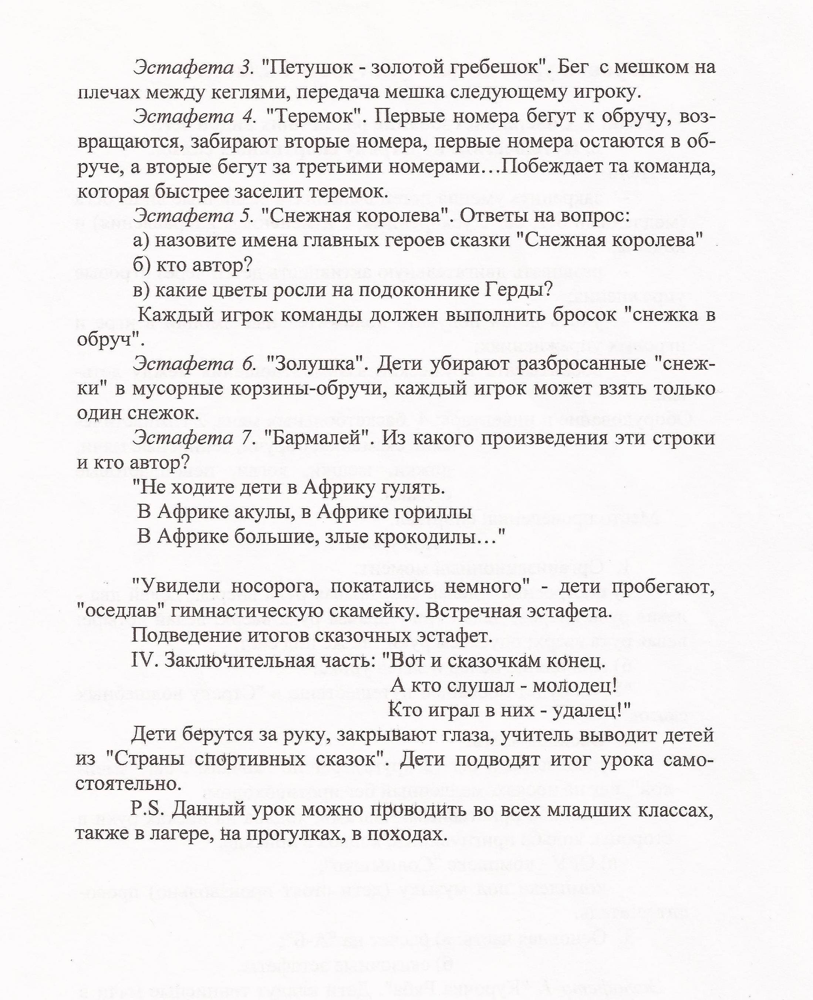 Эстафета 3. "Петушок - золотой гребешок". Бег с мешком на
плечах между кеглями, передача мешка следующему игроку.
Эстафета 4. "Теремок". Первые номера бегут к обручу, воз-
вращаются, забирают вторые номера, первые номера остаются в об-
руче, а вторые бегут за третьими номерами…Побеждает та команда,
которая быстрее заселит теремок.
Эстафета 5. "Снежная королева". Ответы на вопрос:
а) назовите имена главных героев сказки "Снежная королева"
б) кто автор?
в) какие цветы росли на подоконнике Герды?
Каждый игрок команды должен выполнить бросок "снежка в
обруч".
Эстафета 6. "Золушка". Дети убирают разбросанные "снеж-
ки" в мусорные корзины-обручи, каждый игрок может взять только
один снежок.
Эстафета 7. "Бармалей". Из какого произведения эти строки
и кто автор?
"Не ходите дети в Африку гулять.
В Африке акулы, в Африке гориллы
В Африке большие, злые крокодилы…"
"Увидели носорога, покатались немного" - дети пробегают,
"оседлав" гимнастическую скамейку. Встречная эстафета.
Подведение итогов сказочных эстафет.
IV. Заключительная часть: "Вот и сказочкам конец.
А кто слушал - молодец!
Кто играл в них - удалец!"
Дети берутся за руку, закрывают глаза, учитель выводит детей
из "Страны спортивных сказок". Дети подводят итог урока само-
стоятельно.
P.S. Данный урок можно проводить во всех младших классах,
также в лагере, на прогулках, в походах.